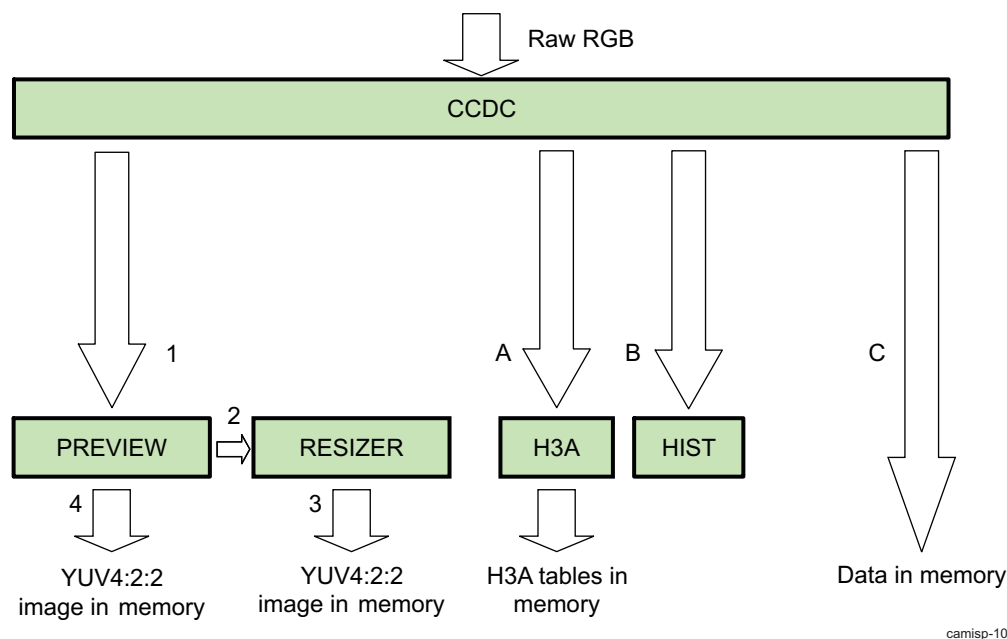 Raw RGB
CCDC
1
A
B
C
2
PREVIEW
RESIZER
H3A
HIST
4
3
YUV4:2:2
image in memory
YUV4:2:2
image in memory
H3A tables in
memory
Data in memory
camisp-10